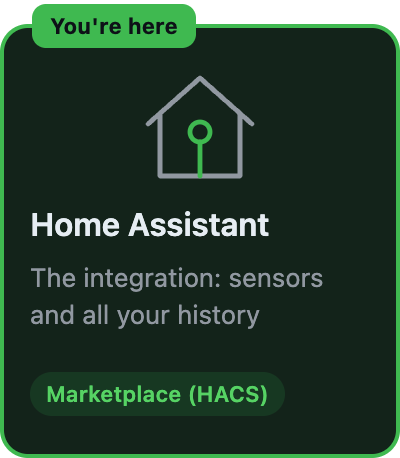 You're here
Home Assistant
The integration: sensors
and all your history
Marketplace (HACS)